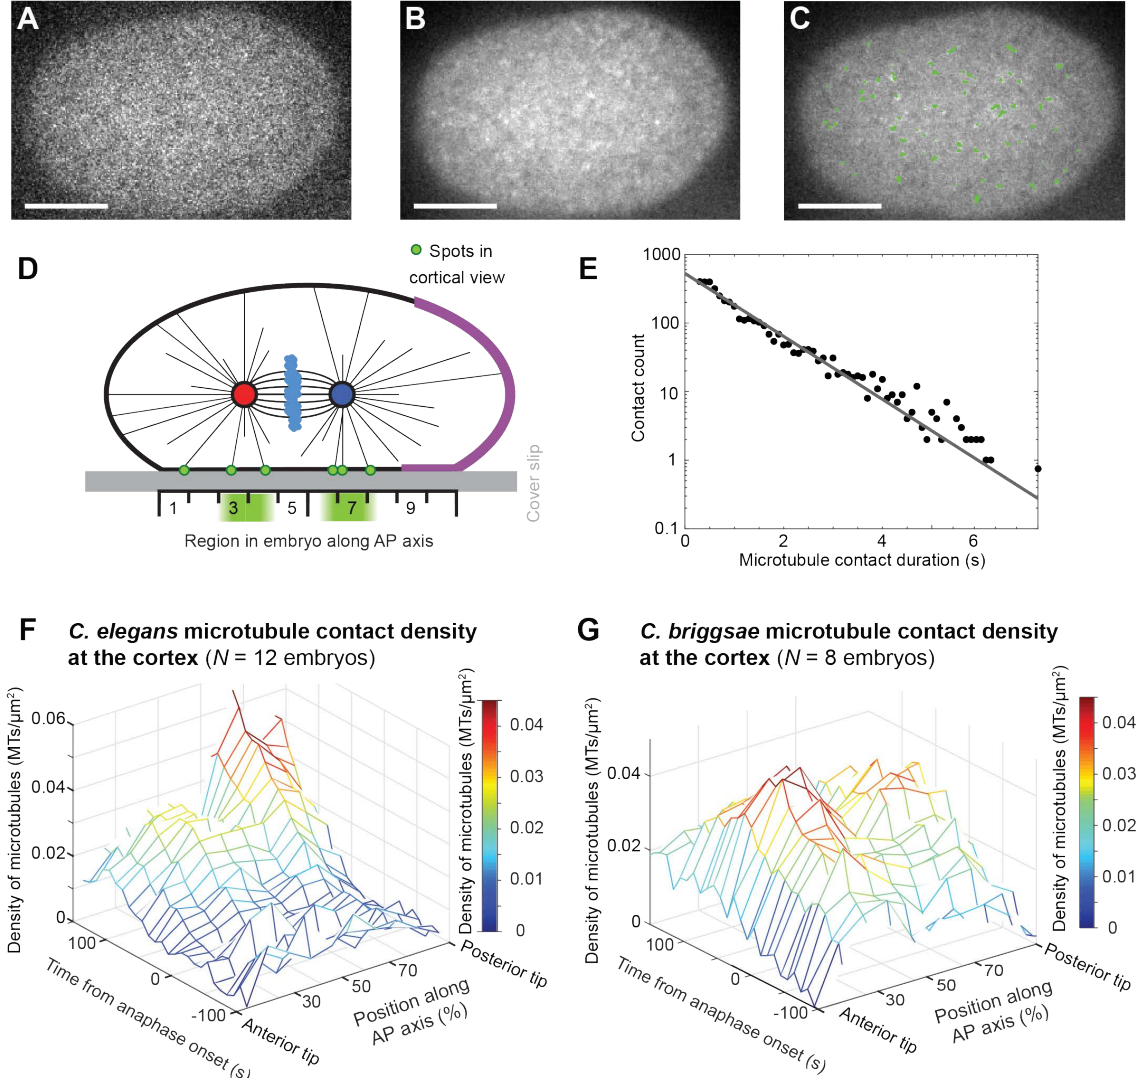 A
B
C
D
Spots in
cortical view
Cover slip
1 3 5 7 9
Region in embryo along AP axis
E
1000
100
10
1
0.1
Contact count
0 2 4 6
Microtubule contact duration (s)
F C. elegans microtubule contact density
at the cortex (N = 12 embryos)
Density of microtubules (MTs/μm²)
0.06
0.04
0.02
0
100
0
-100
Time from anaphase onset (s)
Anterior tip
30
50
70
Posterior tip
Position along
AP axis (%)
Density of microtubules (MTs/μm²)
0.04
0.03
0.02
0.01
0
G C. briggsae microtubule contact density
at the cortex (N = 8 embryos)
Density of microtubules (MTs/μm²)
0.04
0.02
0
100
0
-100
Time from anaphase onset (s)
Anterior tip
30
50
70
Posterior tip
Position along
AP axis (%)
Density of microtubules (MTs/μm²)
0.04
0.03
0.02
0.01
0